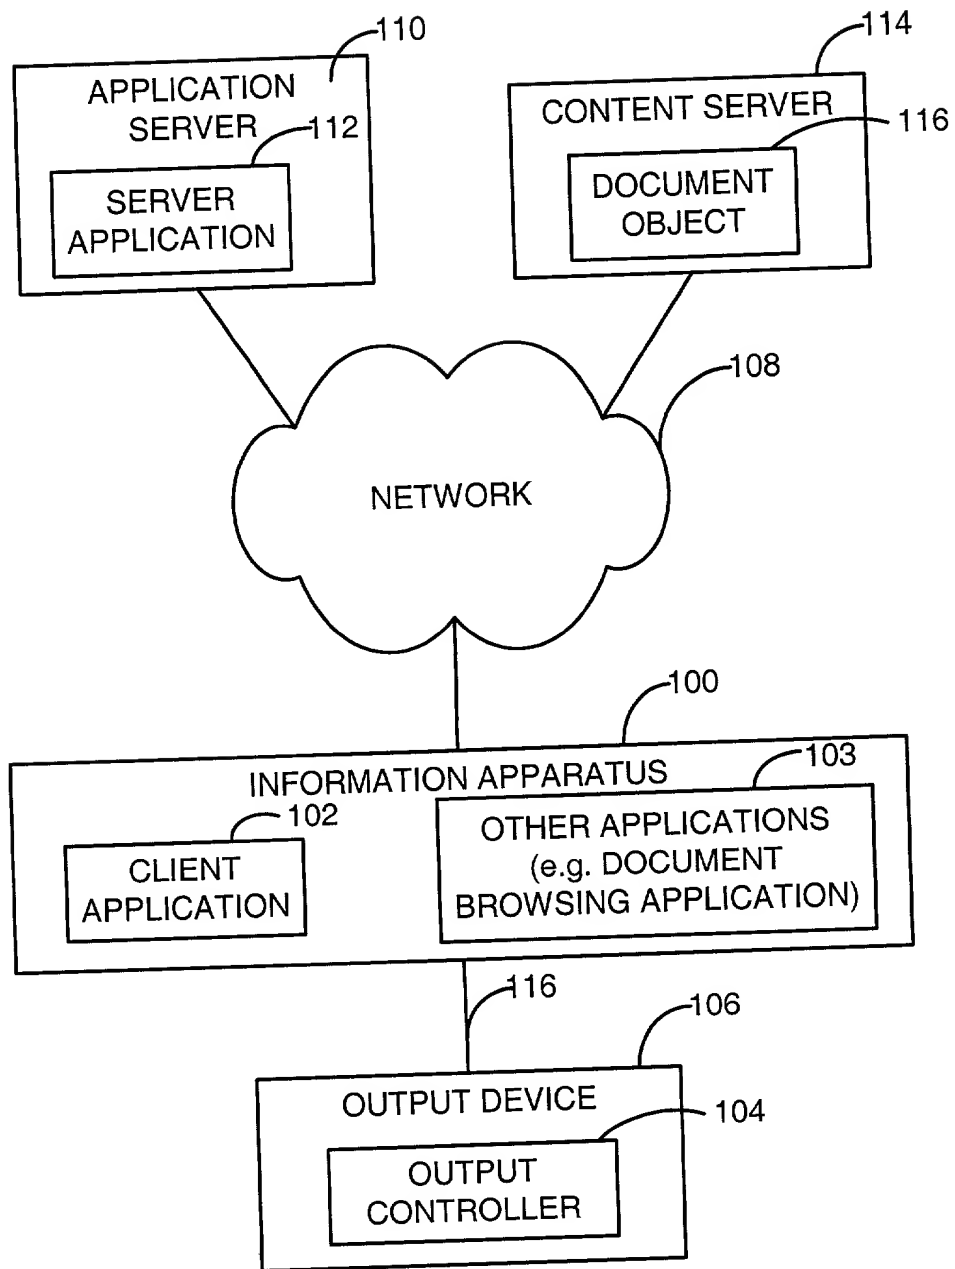 110
APPLICATION
SERVER
112
SERVER
APPLICATION
114
CONTENT SERVER
116
DOCUMENT
OBJECT
108
NETWORK
100
INFORMATION APPARATUS
103
102
CLIENT
APPLICATION
OTHER APPLICATIONS
(e.g. DOCUMENT
BROWSING APPLICATION)
116
106
OUTPUT DEVICE
104
OUTPUT
CONTROLLER